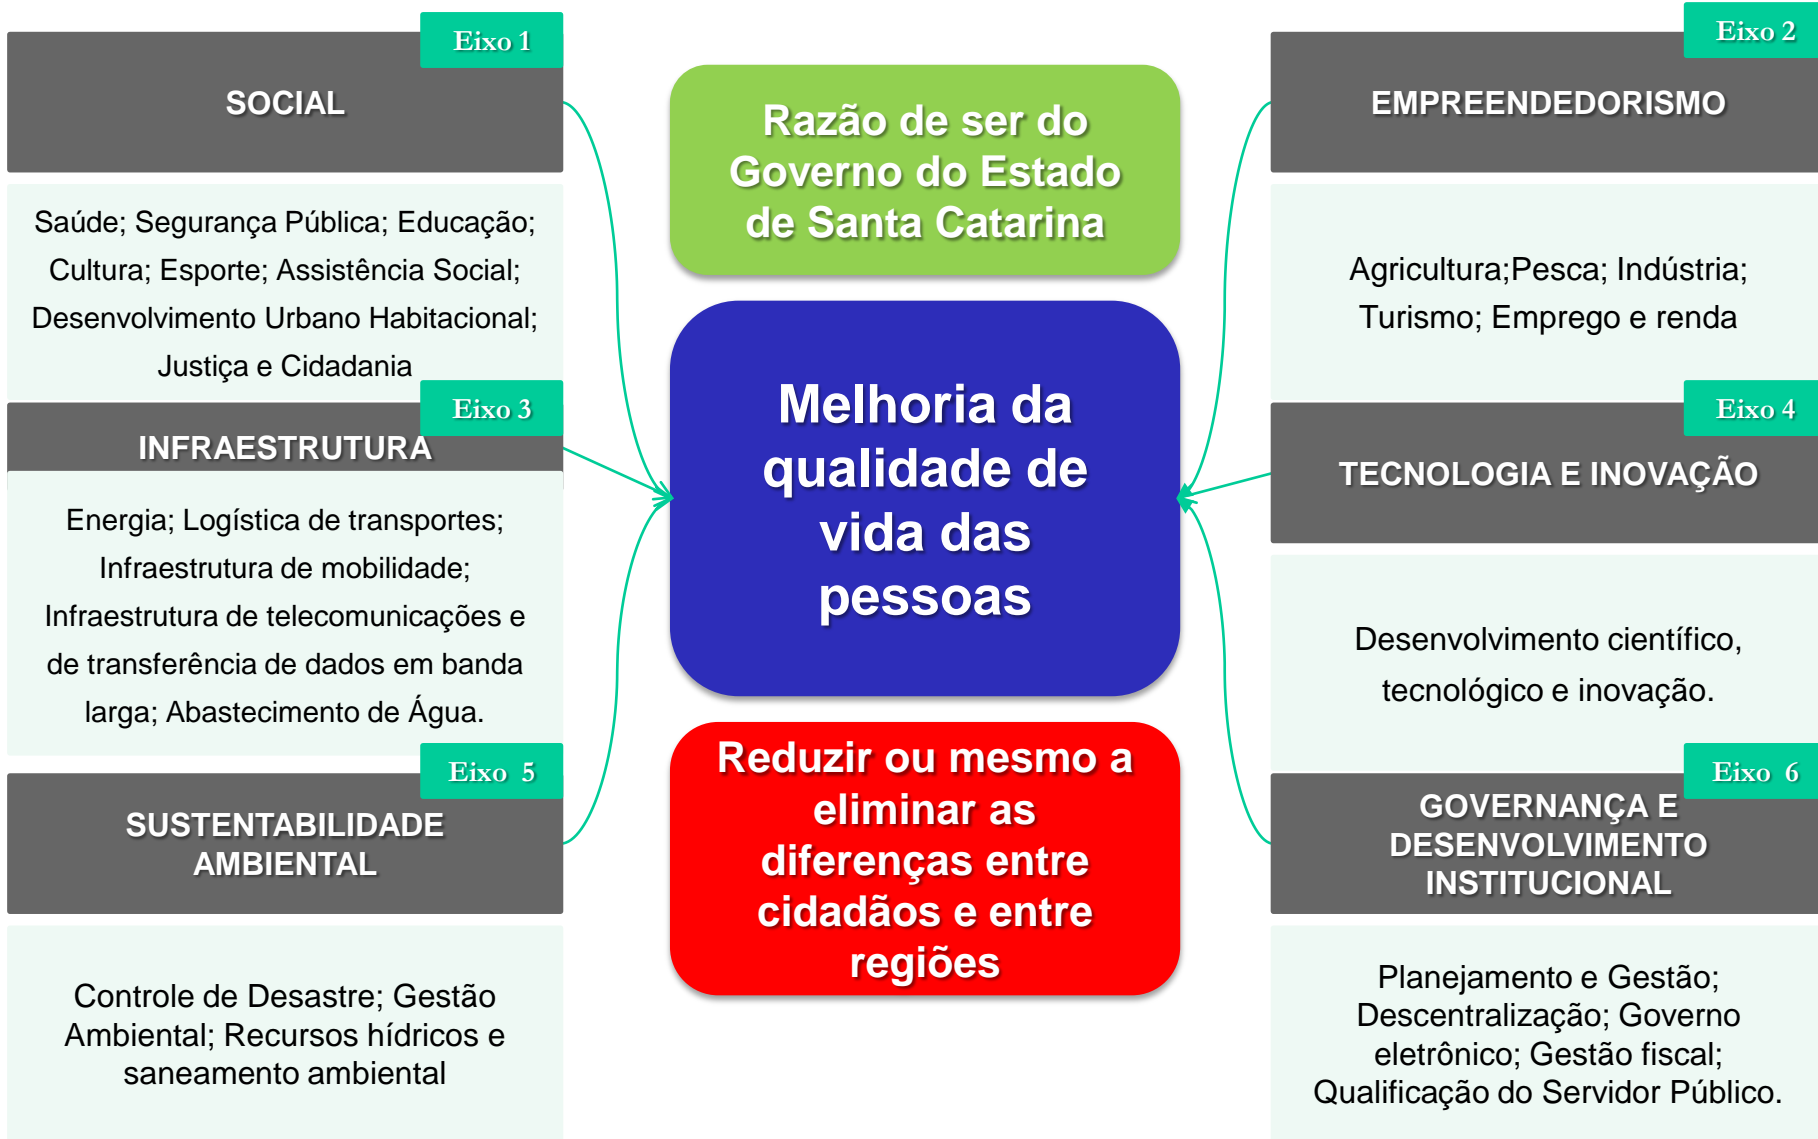 Eixo 1
SOCIAL
Saúde; Segurança Pública; Educação;
Cultura; Esporte; Assistência Social;
Desenvolvimento Urbano Habitacional;
Justiça e Cidadania
Eixo 3
INFRAESTRUTURA
Energia; Logística de transportes;
Infraestrutura de mobilidade;
Infraestrutura de telecomunicações e
de transferência de dados em banda
larga; Abastecimento de Água.
Eixo 5
SUSTENTABILIDADE
AMBIENTAL
Controle de Desastre; Gestão
Ambiental; Recursos hídricos e
saneamento ambiental
Razão de ser do
Governo do Estado
de Santa Catarina
Melhoria da
qualidade de
vida das
pessoas
Reduzir ou mesmo a
eliminar as
diferenças entre
cidadãos e entre
regiões
Eixo 2
EMPREENDEDORISMO
Agricultura;Pesca; Indústria;
Turismo; Emprego e renda
Eixo 4
TECNOLOGIA E INOVAÇÃO
Desenvolvimento científico,
tecnológico e inovação.
Eixo 6
GOVERNANÇA E
DESENVOLVIMENTO
INSTITUCIONAL
Planejamento e Gestão;
Descentralização; Governo
eletrônico; Gestão fiscal;
Qualificação do Servidor Público.